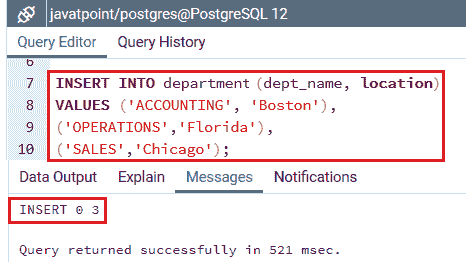 javatpoint/postgres@PostgreSQL 12
Query Editor Query History
6
7 INSERT INTO department (dept_name, location)
8 VALUES ('ACCOUNTING', 'Boston'),
9 ('OPERATIONS','Florida'),
10 ('SALES','Chicago');
Data Output Explain Messages Notifications
INSERT 0 3
Query returned successfully in 521 msec.